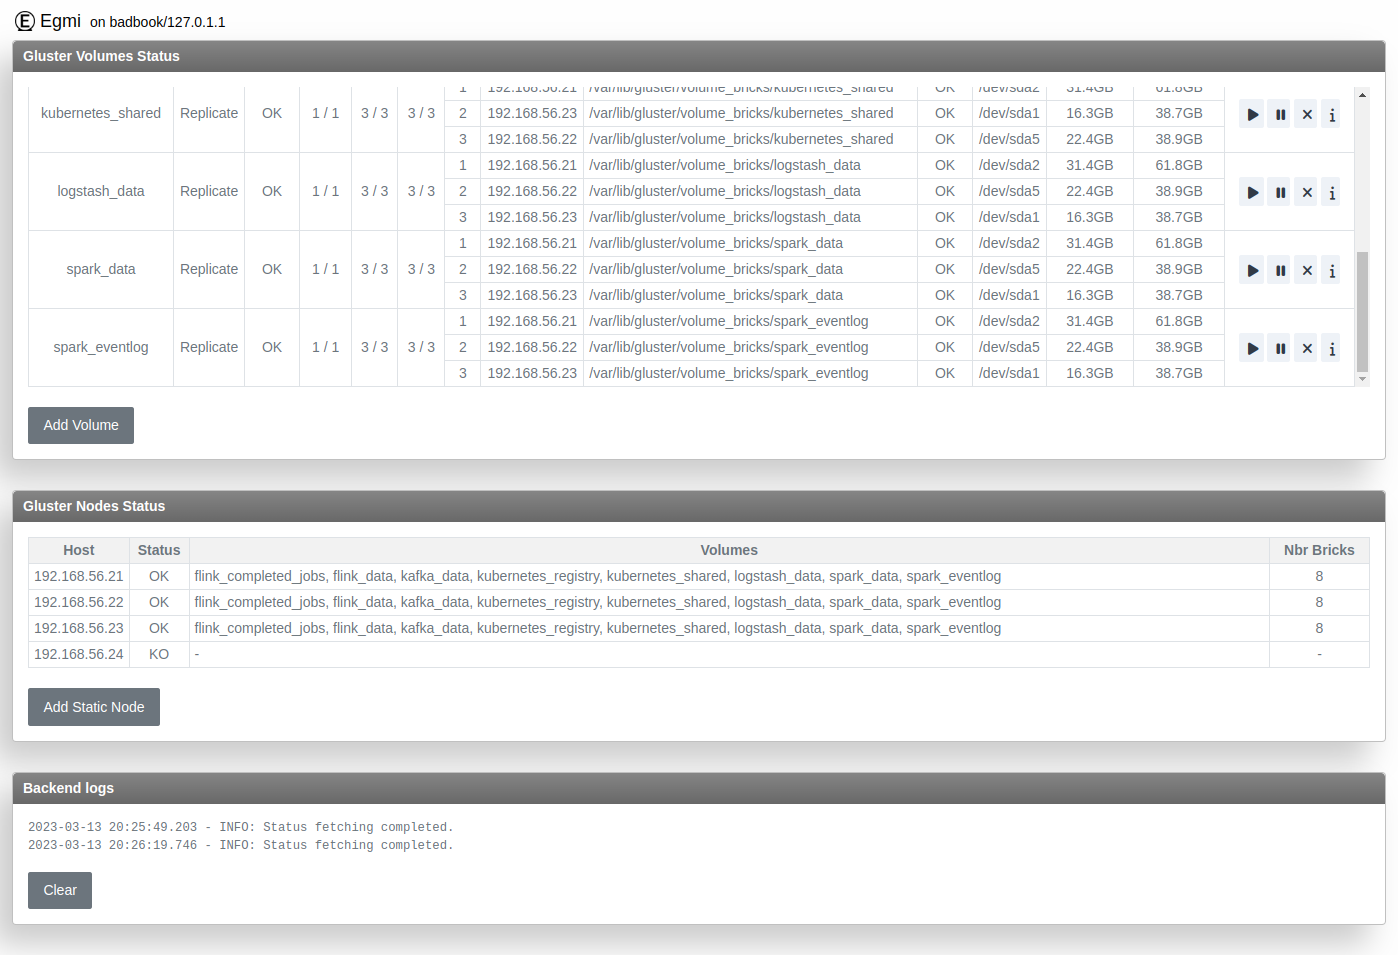 Egmi on badbook/127.0.1.1
Gluster Volumes Status
1 192.168.56.21 /var/lib/gluster/volume_bricks/kubernetes_shared OK /dev/sda2 31.4GB 61.8GB
kubernetes_shared Replicate OK 1 / 1 3 / 3 3 / 3 2 192.168.56.23 /var/lib/gluster/volume_bricks/kubernetes_shared OK /dev/sda1 16.3GB 38.7GB
3 192.168.56.22 /var/lib/gluster/volume_bricks/kubernetes_shared OK /dev/sda5 22.4GB 38.9GB
1 192.168.56.21 /var/lib/gluster/volume_bricks/logstash_data OK /dev/sda2 31.4GB 61.8GB
logstash_data Replicate OK 1 / 1 3 / 3 3 / 3 2 192.168.56.22 /var/lib/gluster/volume_bricks/logstash_data OK /dev/sda5 22.4GB 38.9GB
3 192.168.56.23 /var/lib/gluster/volume_bricks/logstash_data OK /dev/sda1 16.3GB 38.7GB
1 192.168.56.21 /var/lib/gluster/volume_bricks/spark_data OK /dev/sda2 31.4GB 61.8GB
spark_data Replicate OK 1 / 1 3 / 3 3 / 3 2 192.168.56.22 /var/lib/gluster/volume_bricks/spark_data OK /dev/sda5 22.4GB 38.9GB
3 192.168.56.23 /var/lib/gluster/volume_bricks/spark_data OK /dev/sda1 16.3GB 38.7GB
1 192.168.56.21 /var/lib/gluster/volume_bricks/spark_eventlog OK /dev/sda2 31.4GB 61.8GB
spark_eventlog Replicate OK 1 / 1 3 / 3 3 / 3 2 192.168.56.22 /var/lib/gluster/volume_bricks/spark_eventlog OK /dev/sda5 22.4GB 38.9GB
3 192.168.56.23 /var/lib/gluster/volume_bricks/spark_eventlog OK /dev/sda1 16.3GB 38.7GB
Add Volume
Gluster Nodes Status
Host Status Volumes Nbr Bricks
192.168.56.21 OK flink_completed_jobs, flink_data, kafka_data, kubernetes_registry, kubernetes_shared, logstash_data, spark_data, spark_eventlog 8
192.168.56.22 OK flink_completed_jobs, flink_data, kafka_data, kubernetes_registry, kubernetes_shared, logstash_data, spark_data, spark_eventlog 8
192.168.56.23 OK flink_completed_jobs, flink_data, kafka_data, kubernetes_registry, kubernetes_shared, logstash_data, spark_data, spark_eventlog 8
192.168.56.24 KO - -
Add Static Node
Backend logs
2023-03-13 20:25:49.203 - INFO: Status fetching completed.
2023-03-13 20:26:19.746 - INFO: Status fetching completed.
Clear